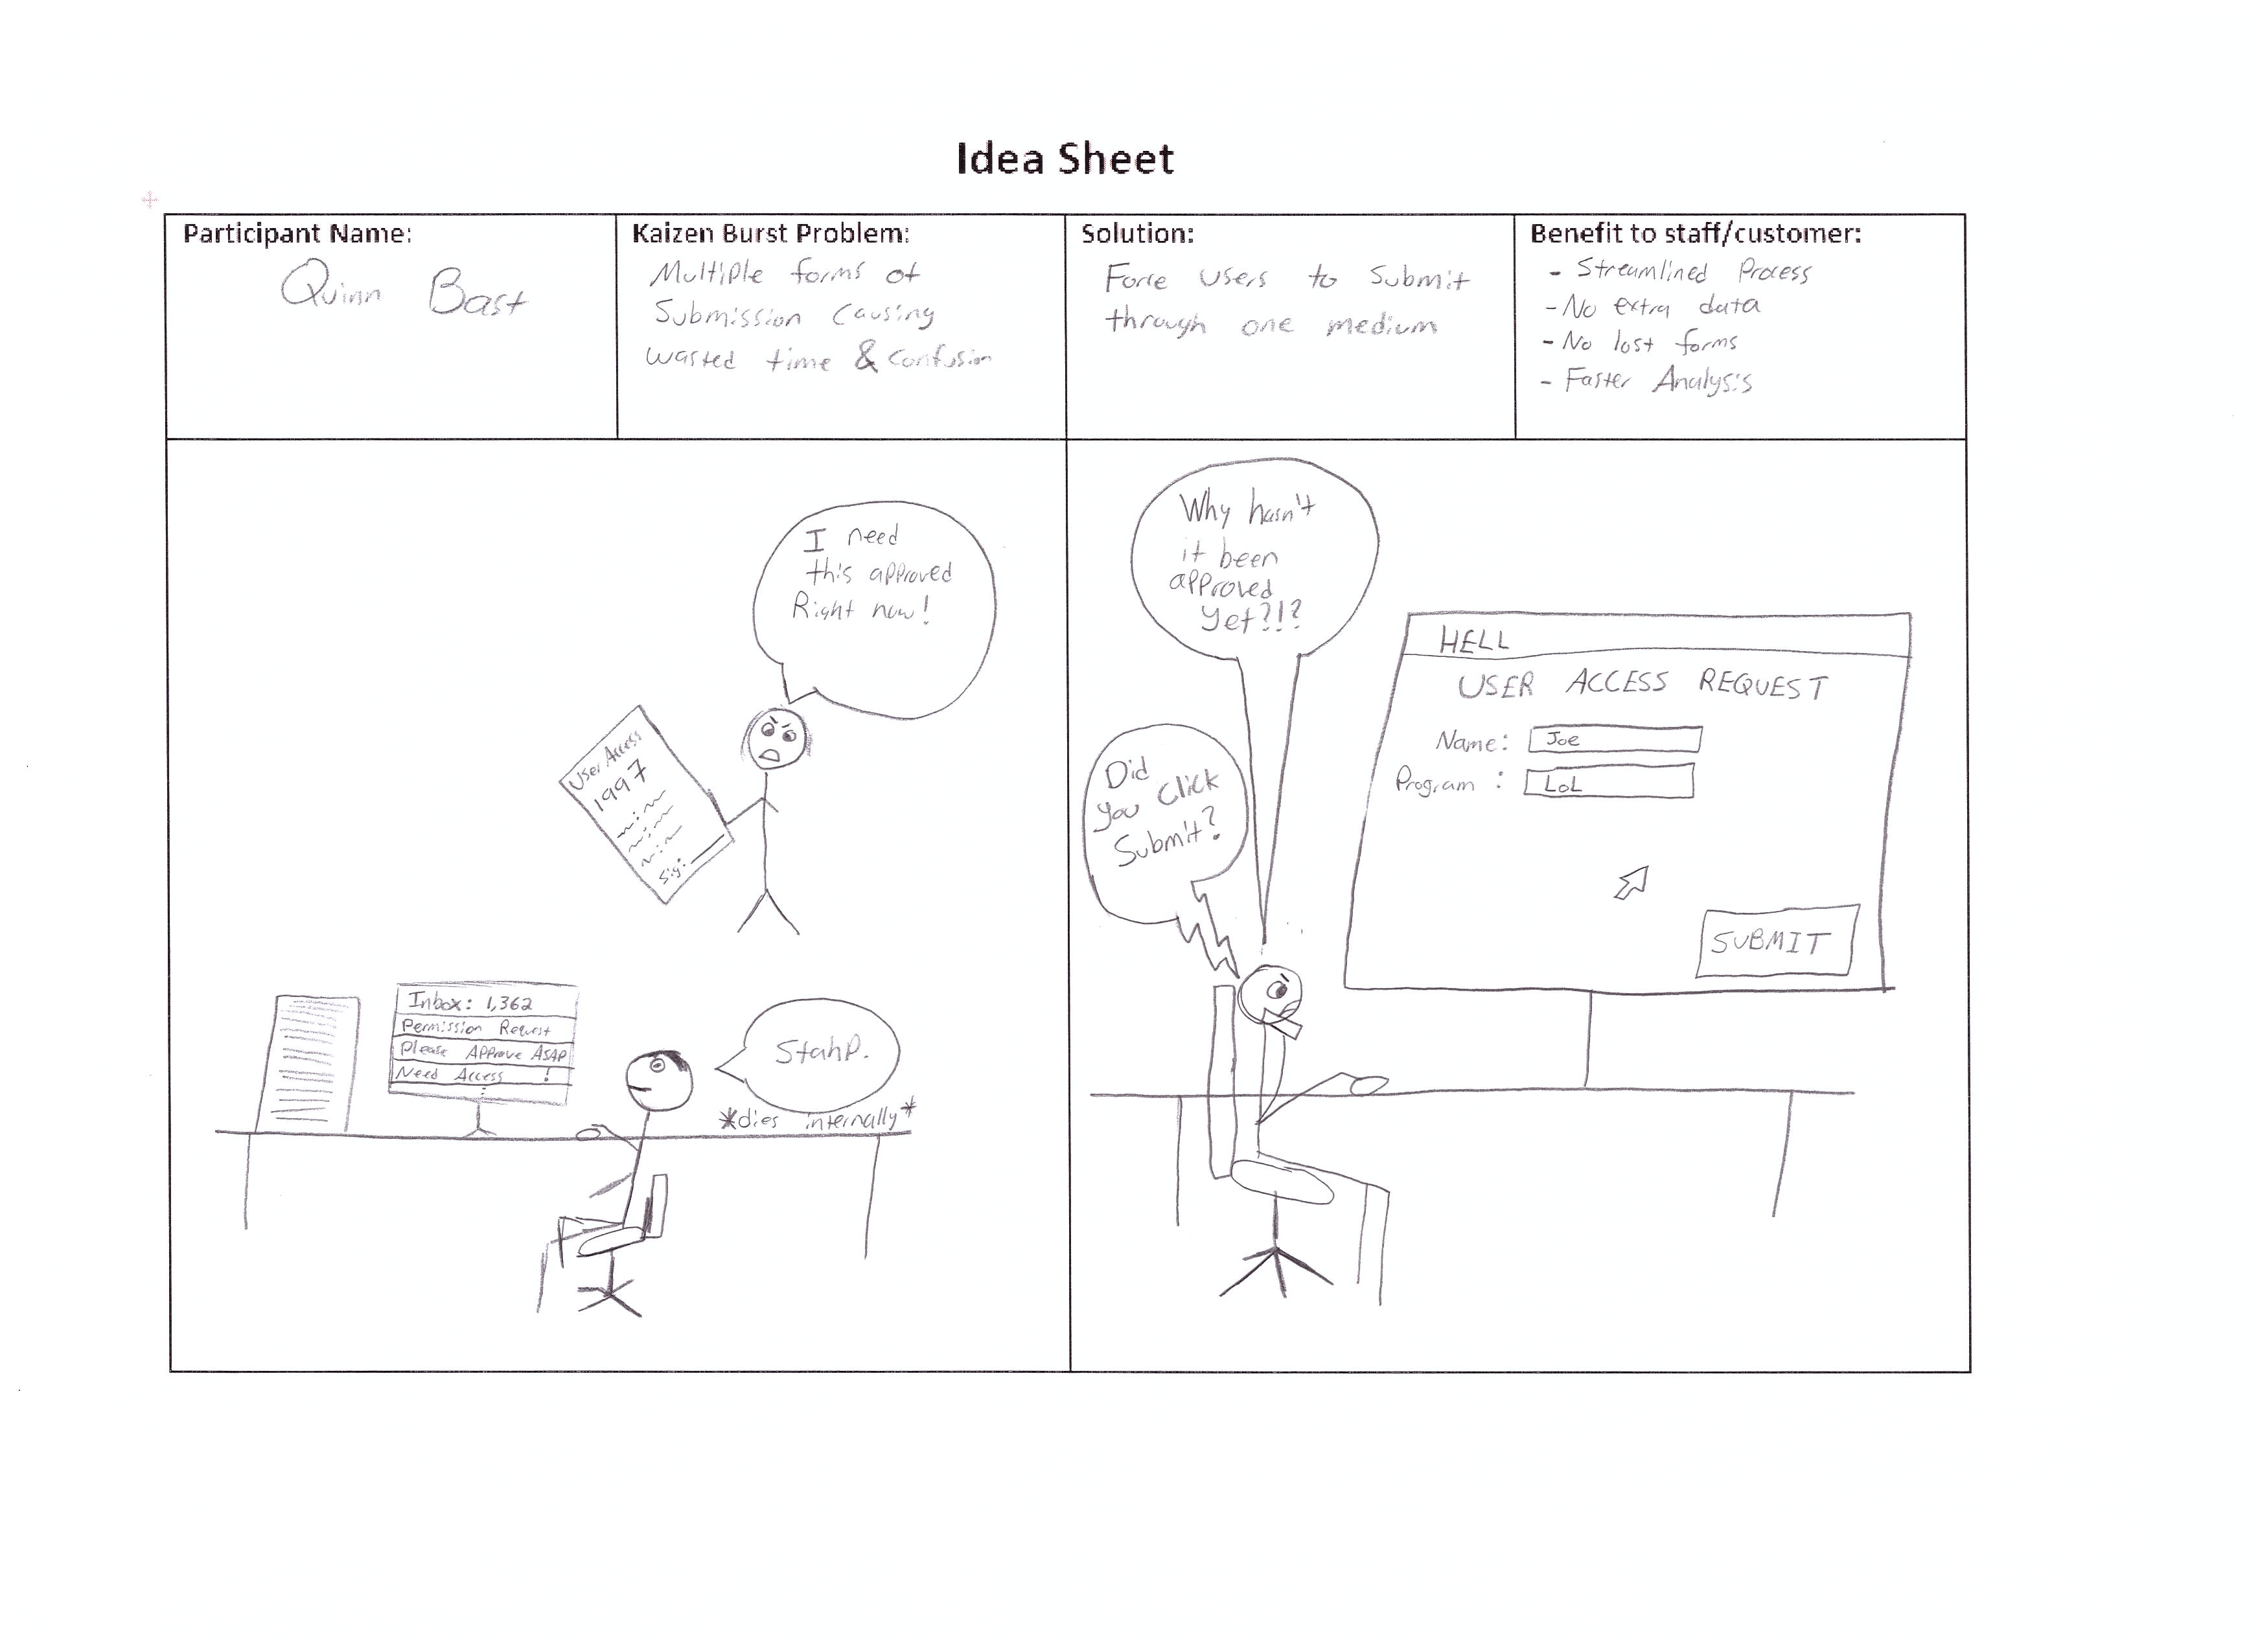 Idea Sheet
Participant Name:
Quinn Bast
Kaizen Burst Problem:
Multiple forms of
Submission Causing
wasted time & Confusion
Solution:
Force users to Submit
through one medium
Benefit to staff/customer:
- Streamlined Process
- No extra data
- No lost forms
- Faster Analysis
I need
this approved
Right now!
User Access
1997
Sig:
Inbox: 1,362
Permission Request
Please Approve ASAP
Need Access !
Stahp.
*dies internally*
Why hasn't
it been
approved
yet?!?
Did
you Click
Submit?
HELL
USER ACCESS REQUEST
Name: Joe
Program : LoL
SUBMIT